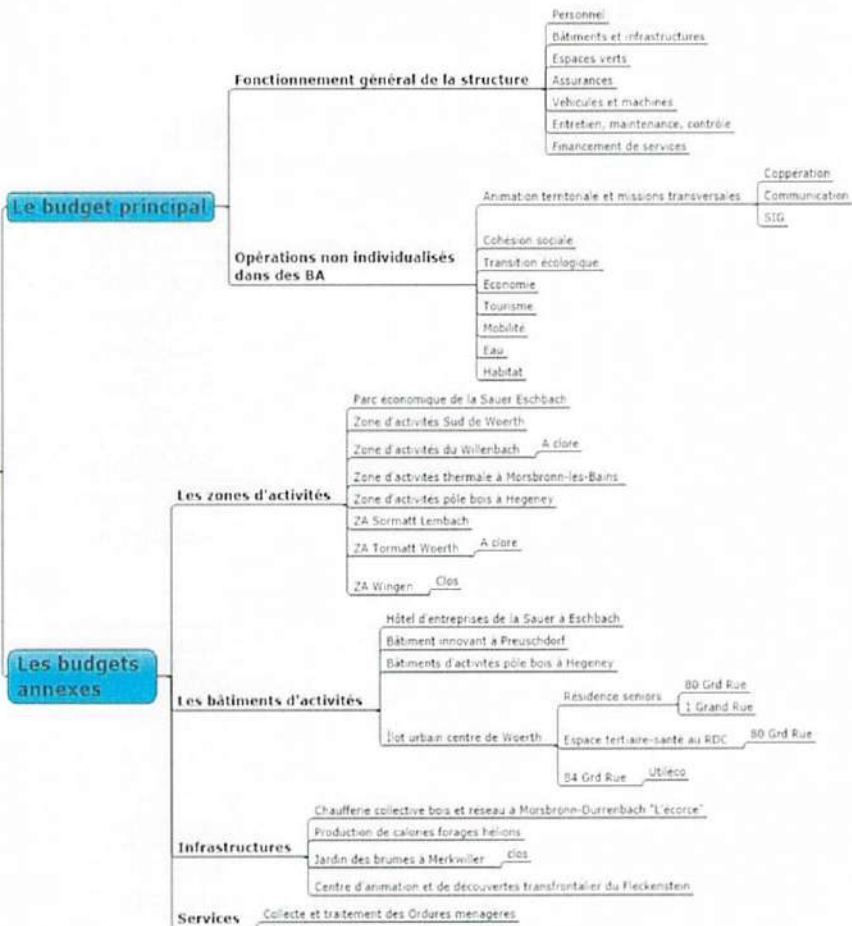 Le budget principal
Fonctionnement général de la structure
Personnel
Bâtiments et infrastructures
Espaces verts
Assurances
Vehicules et machines
Entretien, maintenance, contrôle
Financement de services
Opérations non individualisés
dans des BA
Animation territoriale et missions transversales
Coppération
Communication
SIG
Cohésion sociale
Transition écologique
Economie
Tourisme
Mobilité
Eau
Habitat
Les budgets
annexes
Les zones d'activités
Parc économique de la Sauer Eschbach
Zone d'activités Sud de Woerth
Zone d'activités du Willenbach
A clore
Zone d'activités thermale à Morsbronn-les-Bains
Zone d'activités pôle bois à Hegeney
ZA Sormatt Lembach
ZA Tormatt Woerth
A clore
ZA Wingen
Clos
Les bâtiments d'activités
Hôtel d'entreprises de la Sauer à Eschbach
Bâtiment innovant à Preuschdorf
Bâtiments d'activités pôle bois à Hegeney
Îlot urbain centre de Woerth
Résidence seniors
80 Grd Rue
1 Grand Rue
Espace tertiaire-santé au RDC
80 Grd Rue
84 Grd Rue
Utiléco
Infrastructures
Chaufferie collective bois et réseau à Morsbronn-Durrenbach "L'écorce"
Production de calories forages hélions
Jardin des brumes à Merkwiller
clos
Centre d'animation et de découvertes transfrontalier du Fleckenstein
Services
Collecte et traitement des Ordures menageres